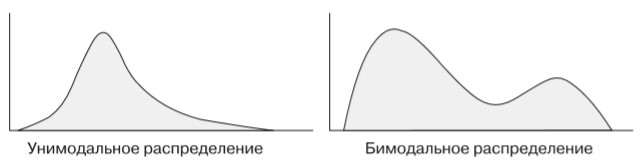 Унимодальное распределение
Бимодальное распределение